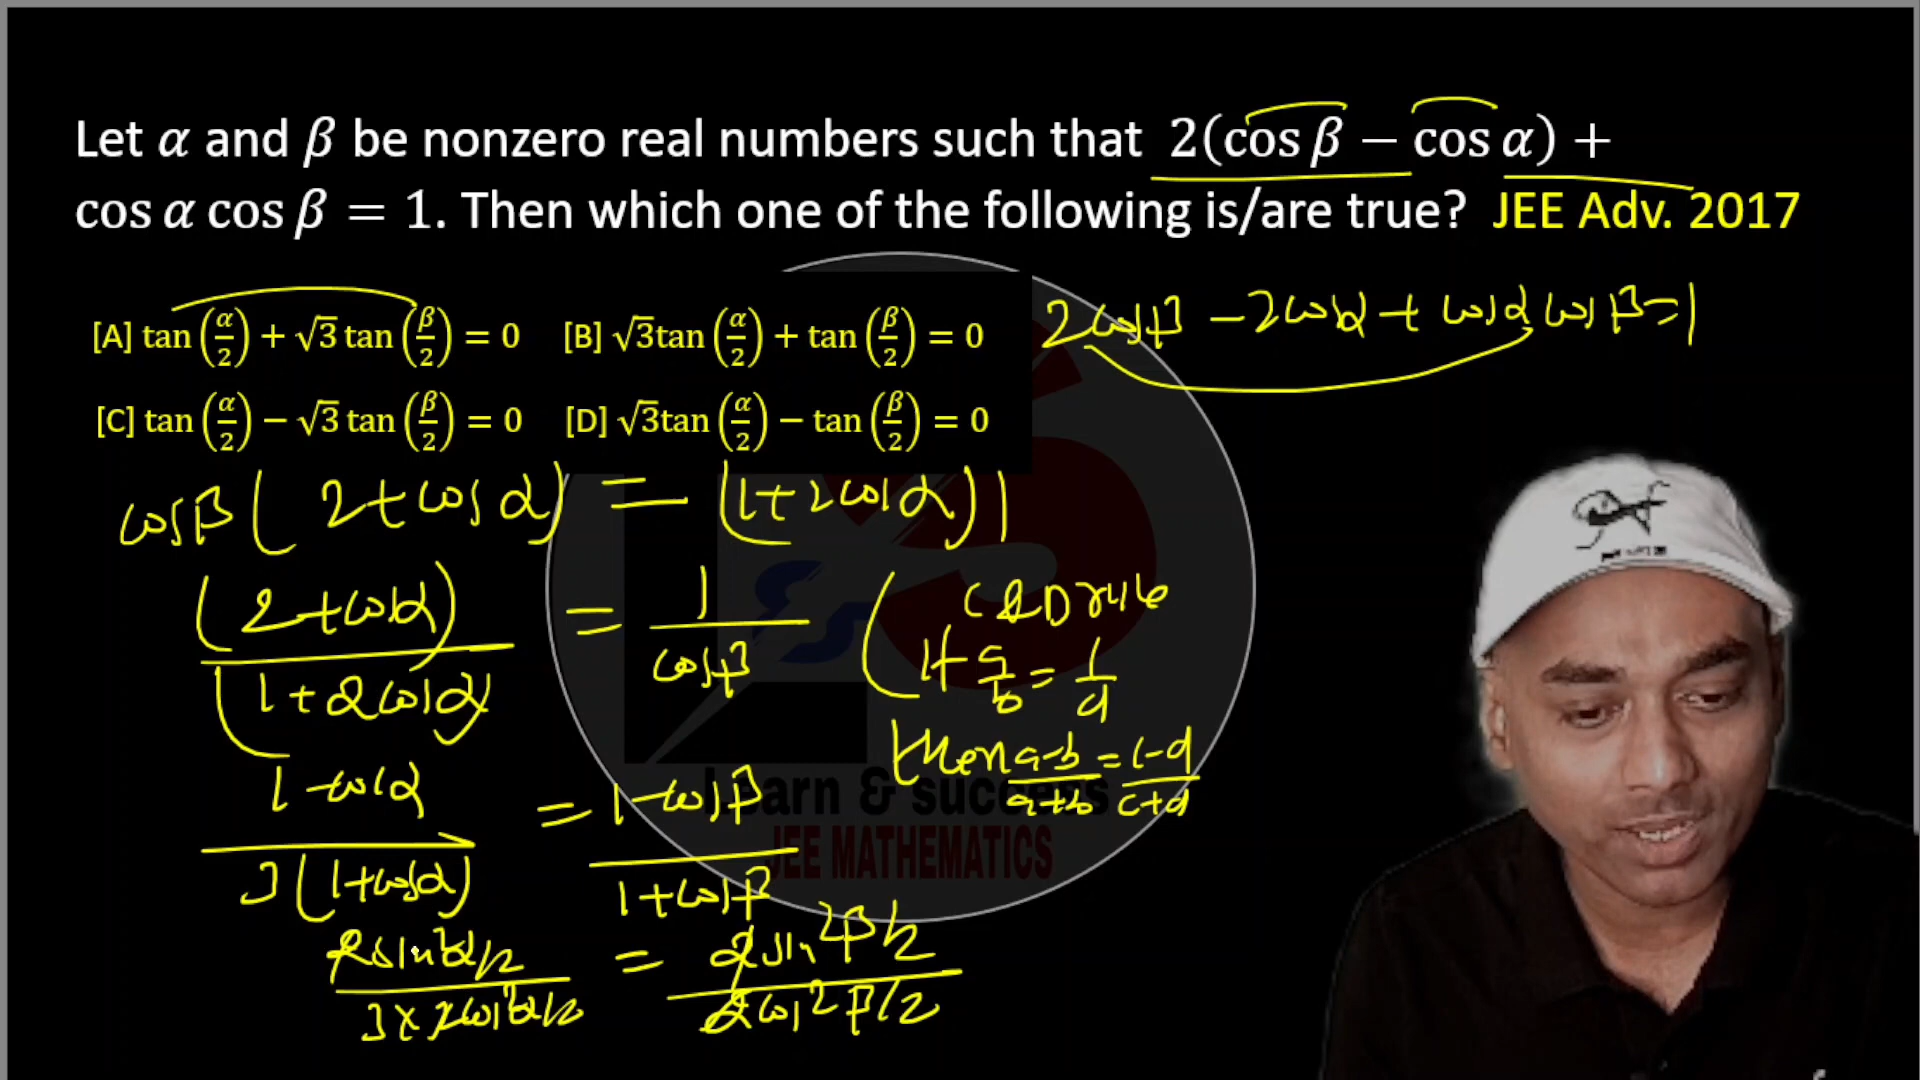 Let α and β be nonzero real numbers such that 2(cos β − cos α) +
cos α cos β = 1. Then which one of the following is/are true? JEE Adv. 2017
[A] tan(α/2) + √3 tan(β/2) = 0 [B] √3tan(α/2) + tan(β/2) = 0
2cosβ − 2cosα + cosα cosβ = 1
[C] tan(α/2) − √3 tan(β/2) = 0 [D] √3tan(α/2) − tan(β/2) = 0
cosβ(2+cosα) = (1+2cosα)1
(2+cosα)/(1+2cosα) = 1/cosβ
C&D rule
If a/b = c/d
then a-b/a+b = c-d/c+d
1-cosα/3(1+cosα) = 1-cosβ/1+cosβ
Learn & success
JEE MATHEMATICS
2sin²α/2/3×2cos²α/2 = 2sin²β/2/2cos²β/2